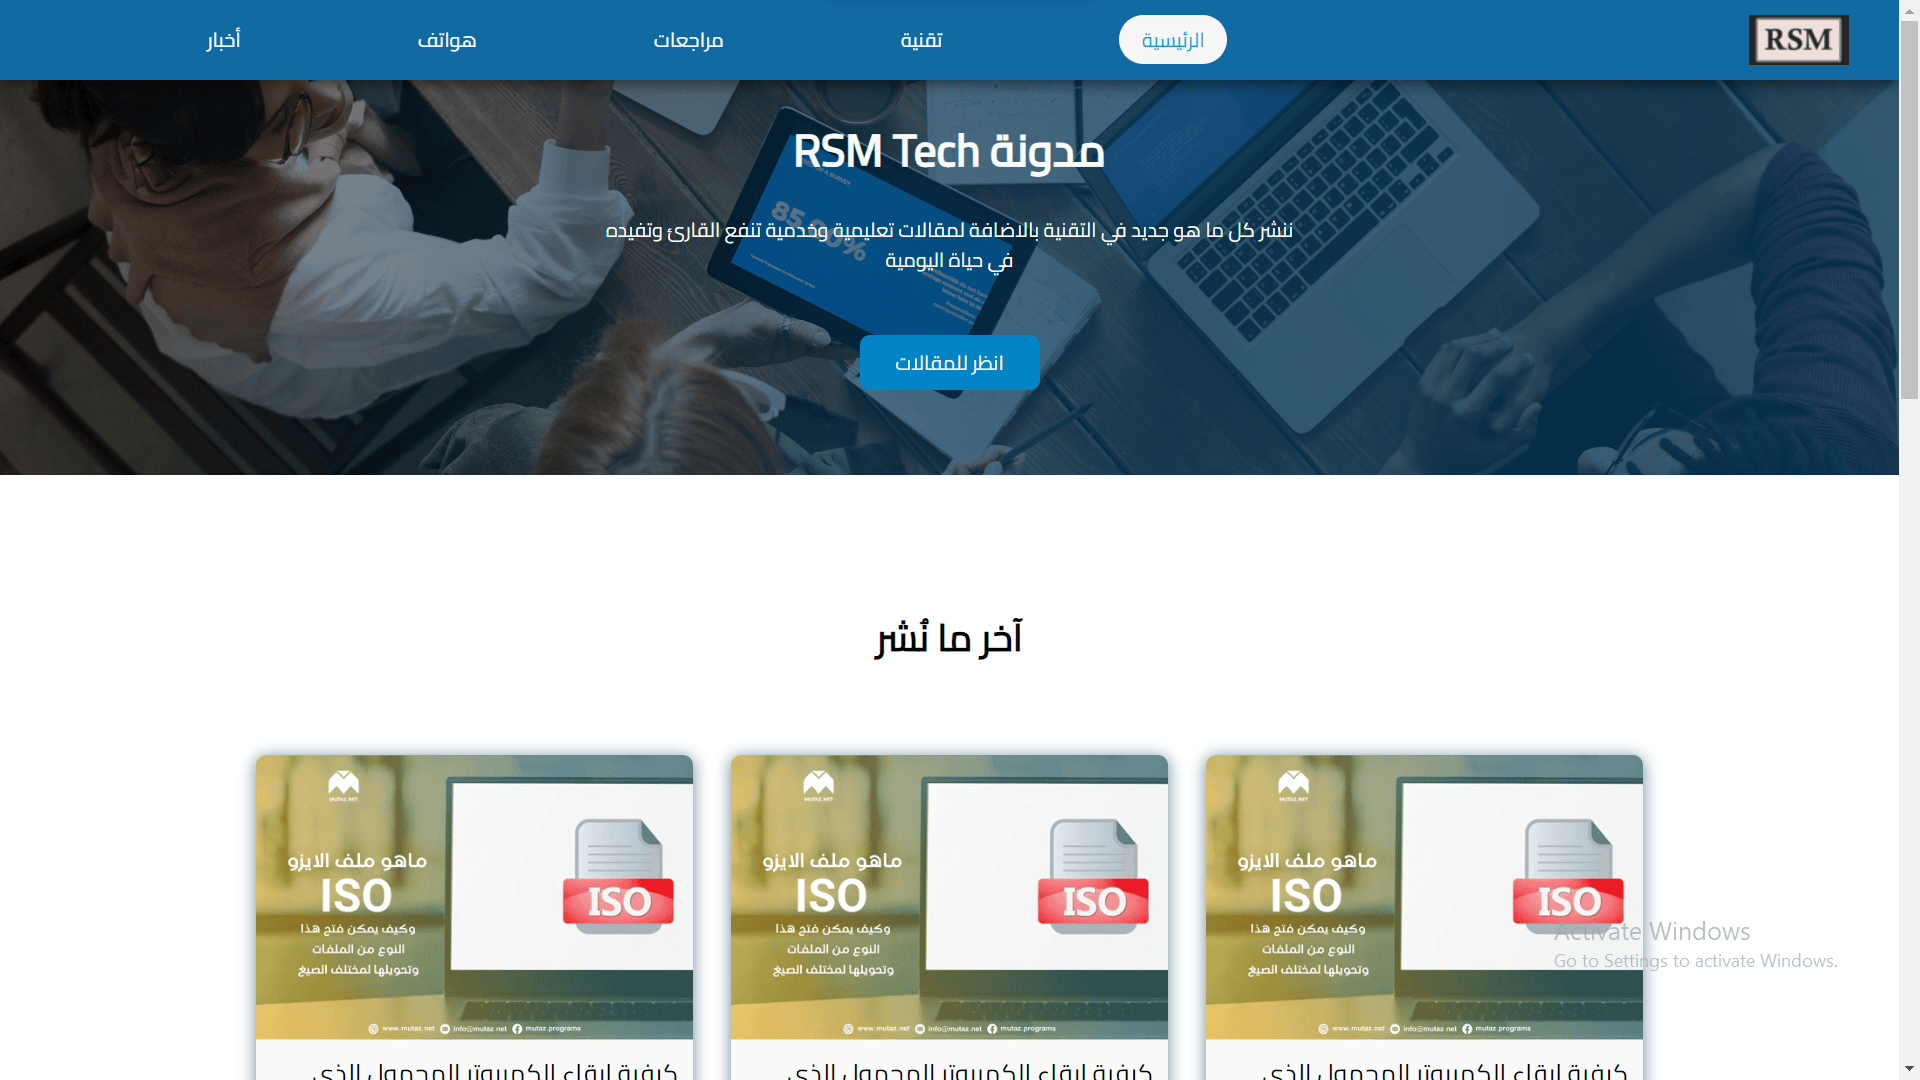 RSM
الرئيسية
تقنية
مراجعات
هواتف
أخبار
مدونة RSM Tech
ننشر كل ما هو جديد في التقنية بالاضافة لمقالات تعليمية وخدمية تنفع القارئ وتفيده
في حياة اليومية
85.90%
انظر للمقالات
آخر ما نُشر
MUTAZ.NET
ماهو ملف الايزو
ISO
وكيف يمكن فتح هذا
النوع من الملفات
وتحويلها لمختلف الصيغ
ISO
www.mutaz.net info@mutaz.net mutaz.programs
كيفية إبقاء الكمبيوتر المحمول الذي
MUTAZ.NET
ماهو ملف الايزو
ISO
وكيف يمكن فتح هذا
النوع من الملفات
وتحويلها لمختلف الصيغ
ISO
www.mutaz.net info@mutaz.net mutaz.programs
كيفية إبقاء الكمبيوتر المحمول الذي
MUTAZ.NET
ماهو ملف الايزو
ISO
وكيف يمكن فتح هذا
النوع من الملفات
وتحويلها لمختلف الصيغ
ISO
www.mutaz.net info@mutaz.net mutaz.programs
كيفية إبقاء الكمبيوتر المحمول الذي
Activate Windows
Go to Settings to activate Windows.